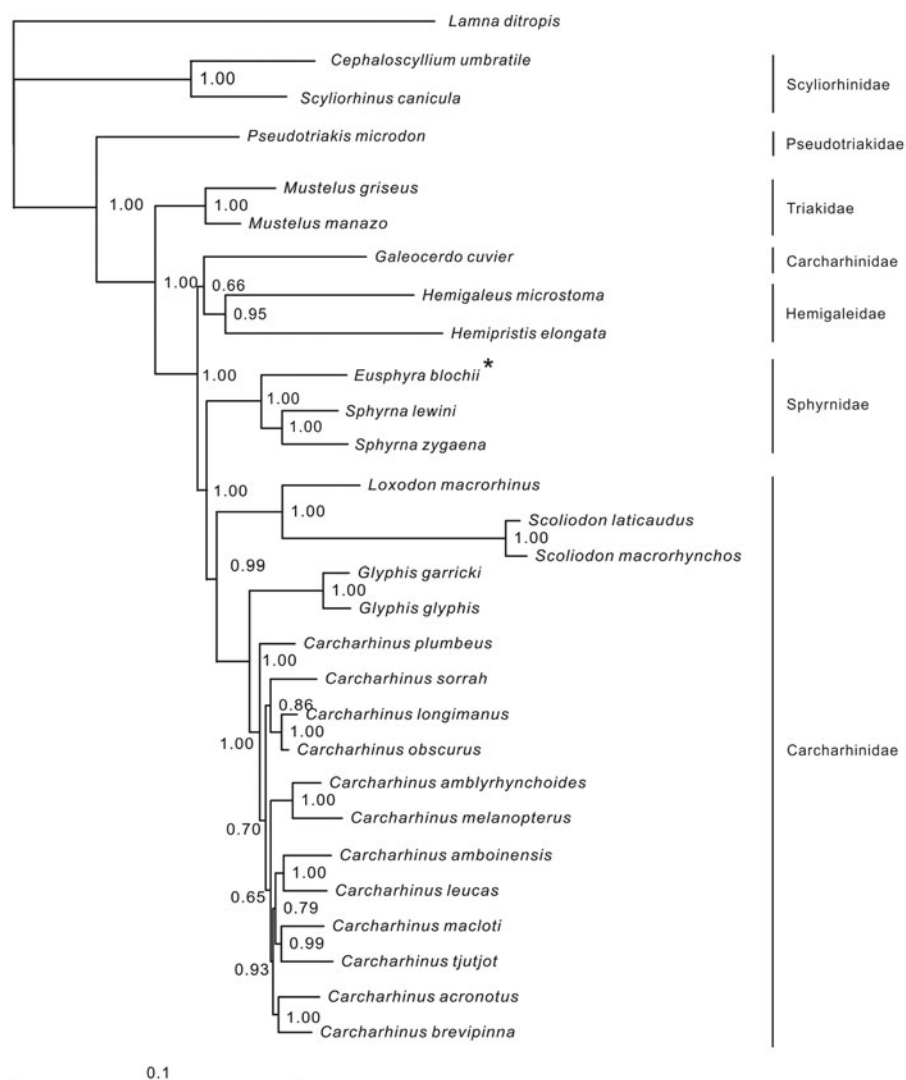 Lamna ditropis
Cephaloscyllium umbratile
1.00
Scyliorhinus canicula
Scyliorhinidae
Pseudotriakis microdon
Pseudotriakidae
1.00
Mustelus griseus
1.00
Mustelus manazo
Triakidae
Galeocerdo cuvier
Carcharhinidae
1.00
0.66
Hemigaleus microstoma
0.95
Hemipristis elongata
Hemigaleidae
1.00
Eusphyra blochii*
1.00
Sphyrna lewini
1.00
Sphyrna zygaena
Sphyrnidae
1.00
Loxodon macrorhinus
1.00
Scoliodon laticaudus
1.00
Scoliodon macrorhynchos
0.99
Glyphis garricki
1.00
Glyphis glyphis
Carcharhinus plumbeus
1.00
Carcharhinus sorrah
0.86
Carcharhinus longimanus
1.00
Carcharhinus obscurus
1.00
Carcharhinidae
Carcharhinus amblyrhynchoides
1.00
Carcharhinus melanopterus
0.70
Carcharhinus amboinensis
1.00
Carcharhinus leucas
0.65
0.79
Carcharhinus macloti
0.99
Carcharhinus tjutjot
0.93
Carcharhinus acronotus
1.00
Carcharhinus brevipinna
0.1